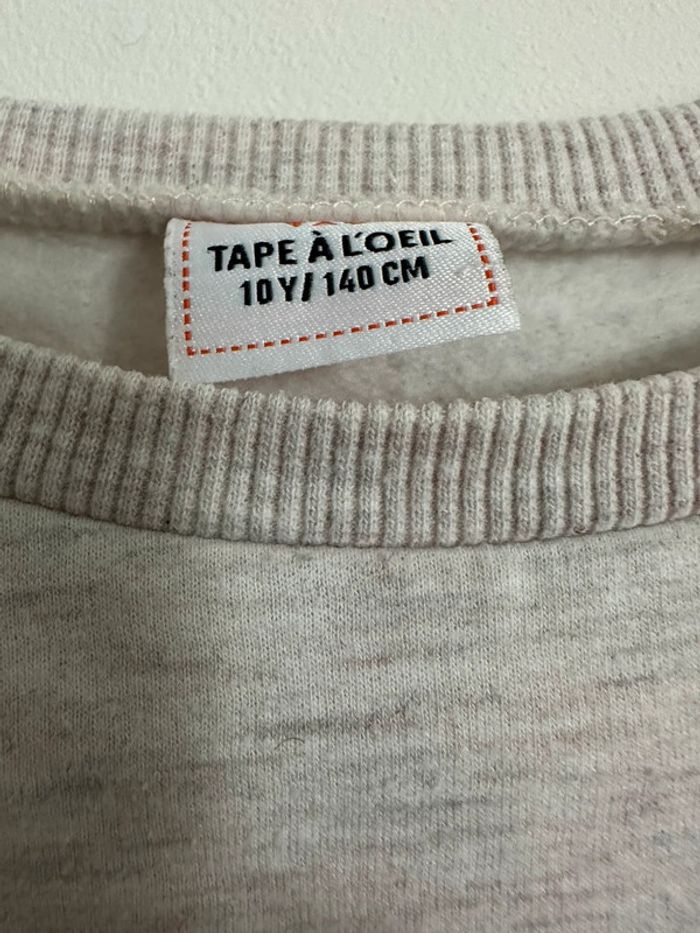 TAPE À L'OEIL
10 Y/ 140 CM